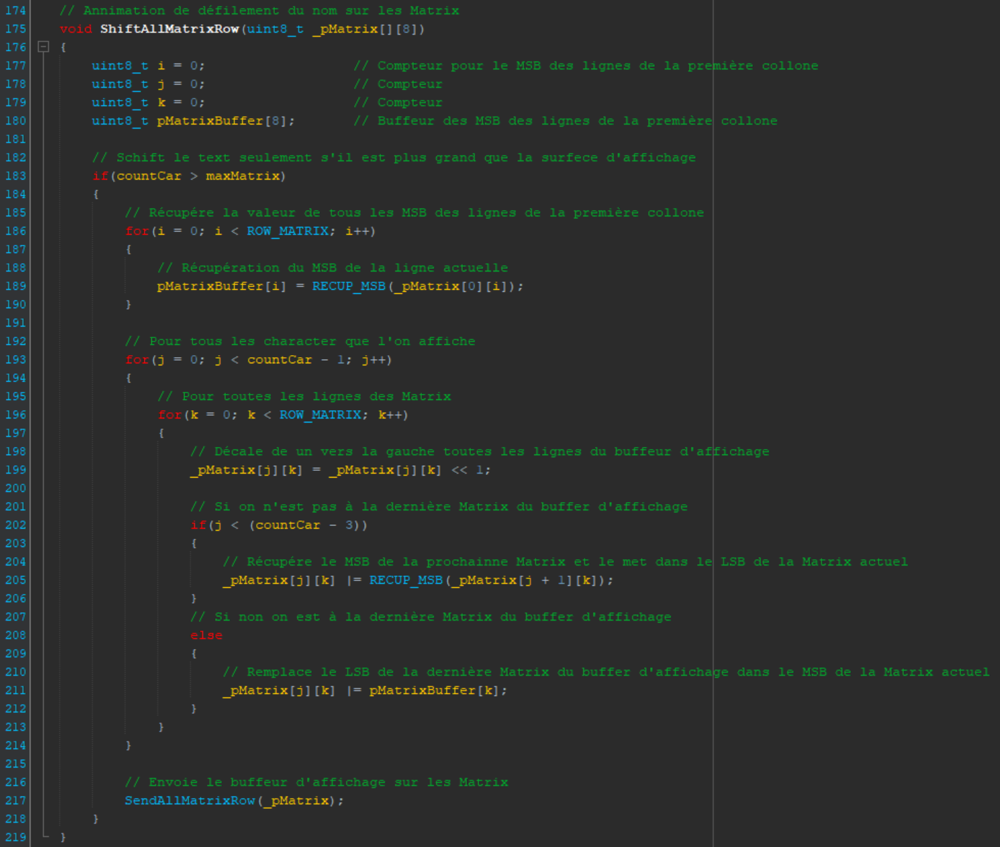 174 // Annimation de défilement du nom sur les Matrix
175 void ShiftAllMatrixRow(uint8_t _pMatrix[][8])
176 {
177 uint8_t i = 0; // Compteur pour le MSB des lignes de la première collone
178 uint8_t j = 0; // Compteur
179 uint8_t k = 0; // Compteur
180 uint8_t pMatrixBuffer[8]; // Buffeur des MSB des lignes de la première collone
181
182 // Schift le text seulement s'il est plus grand que la surfece d'affichage
183 if(countCar > maxMatrix)
184 {
185 // Récupére la valeur de tous les MSB des lignes de la première collone
186 for(i = 0; i < ROW_MATRIX; i++)
187 {
188 // Récupération du MSB de la ligne actuelle
189 pMatrixBuffer[i] = RECUP_MSB(_pMatrix[0][i]);
190 }
191
192 // Pour tous les character que l'on affiche
193 for(j = 0; j < countCar - 1; j++)
194 {
195 // Pour toutes les lignes des Matrix
196 for(k = 0; k < ROW_MATRIX; k++)
197 {
198 // Décale de un vers la gauche toutes les lignes du buffeur d'affichage
199 _pMatrix[j][k] = _pMatrix[j][k] << 1;
200
201 // Si on n'est pas à la dernière Matrix du buffer d'affichage
202 if(j < (countCar - 3))
203 {
204 // Récupére le MSB de la prochainne Matrix et le met dans le LSB de la Matrix actuel
205 _pMatrix[j][k] |= RECUP_MSB(_pMatrix[j + 1][k]);
206 }
207 // Si non on est à la dernière Matrix du buffer d'affichage
208 else
209 {
210 // Remplace le LSB de la dernière Matrix du buffer d'affichage dans le MSB de la Matrix actuel
211 _pMatrix[j][k] |= pMatrixBuffer[k];
212 }
213 }
214 }
215
216 // Envoie le buffeur d'affichage sur les Matrix
217 SendAllMatrixRow(_pMatrix);
218 }
219 }